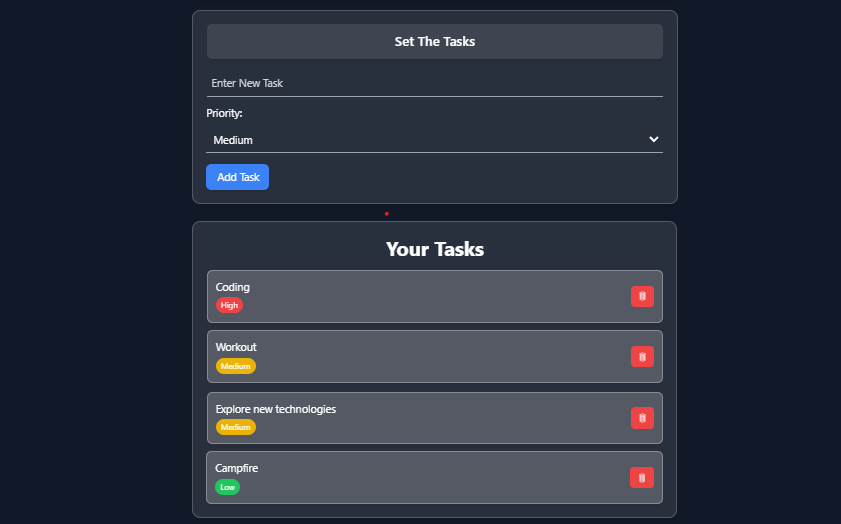 Set The Tasks
Enter New Task
Priority:
Medium
Add Task
Your Tasks
Coding
High
Workout
Medium
Explore new technologies
Medium
Campfire
Low